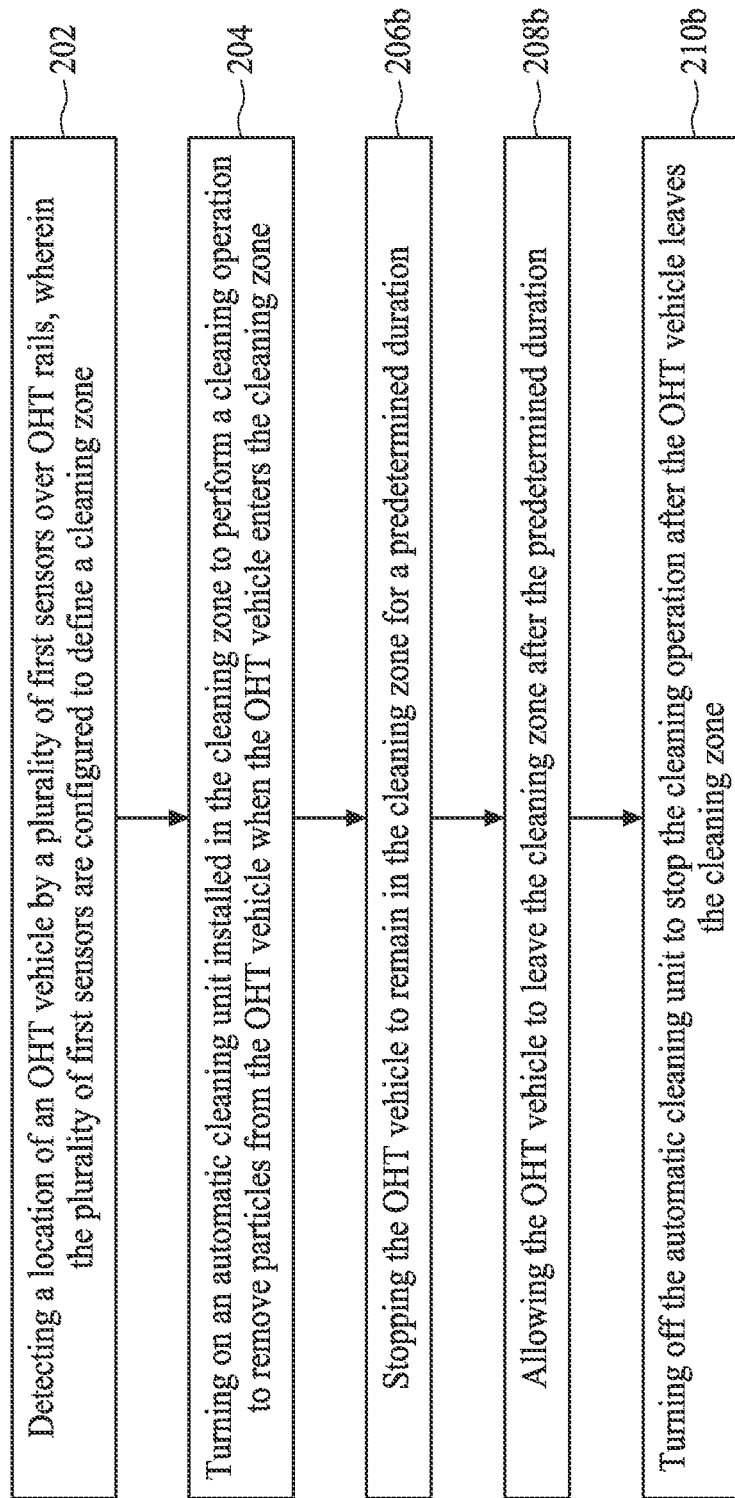 Detecting a location of an OHT vehicle by a plurality of first sensors over OHT rails, wherein
the plurality of first sensors are configured to define a cleaning zone
202
Turning on an automatic cleaning unit installed in the cleaning zone to perform a cleaning operation
to remove particles from the OHT vehicle when the OHT vehicle enters the cleaning zone
204
Stopping the OHT vehicle to remain in the cleaning zone for a predetermined duration
206b
Allowing the OHT vehicle to leave the cleaning zone after the predetermined duration
208b
Turning off the automatic cleaning unit to stop the cleaning operation after the OHT vehicle leaves
the cleaning zone
210b